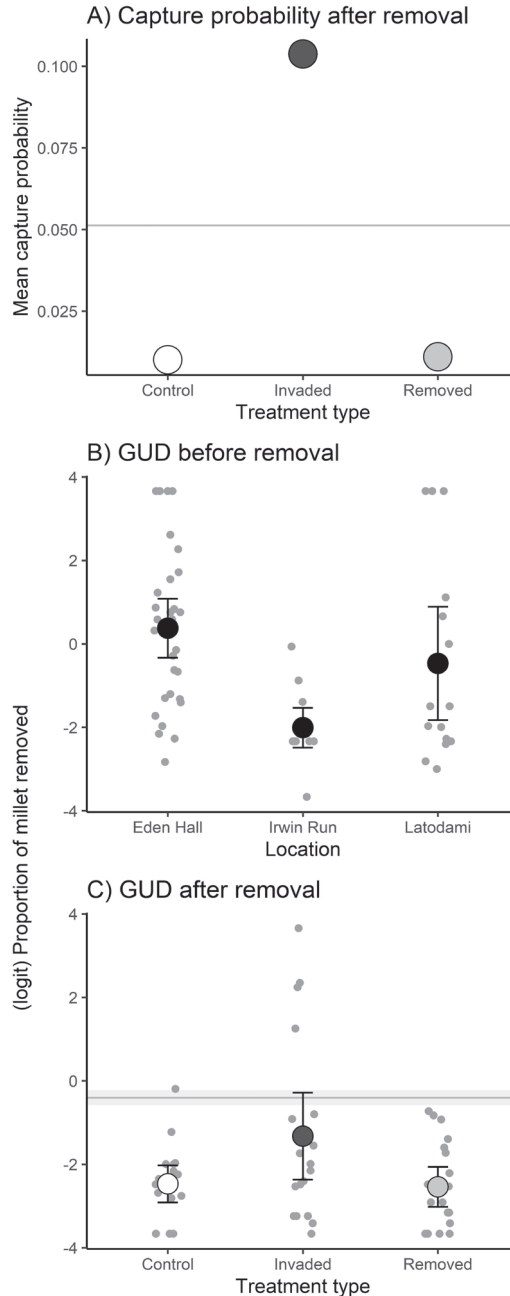 A) Capture probability after removal
Mean capture probability
0.100
0.075
0.050
0.025
Control Invaded Removed
Treatment type
B) GUD before removal
(logit) Proportion of millet removed
4
2
0
-2
-4
Eden Hall Irwin Run Latodami
Location
C) GUD after removal
4
2
0
-2
-4
Control Invaded Removed
Treatment type